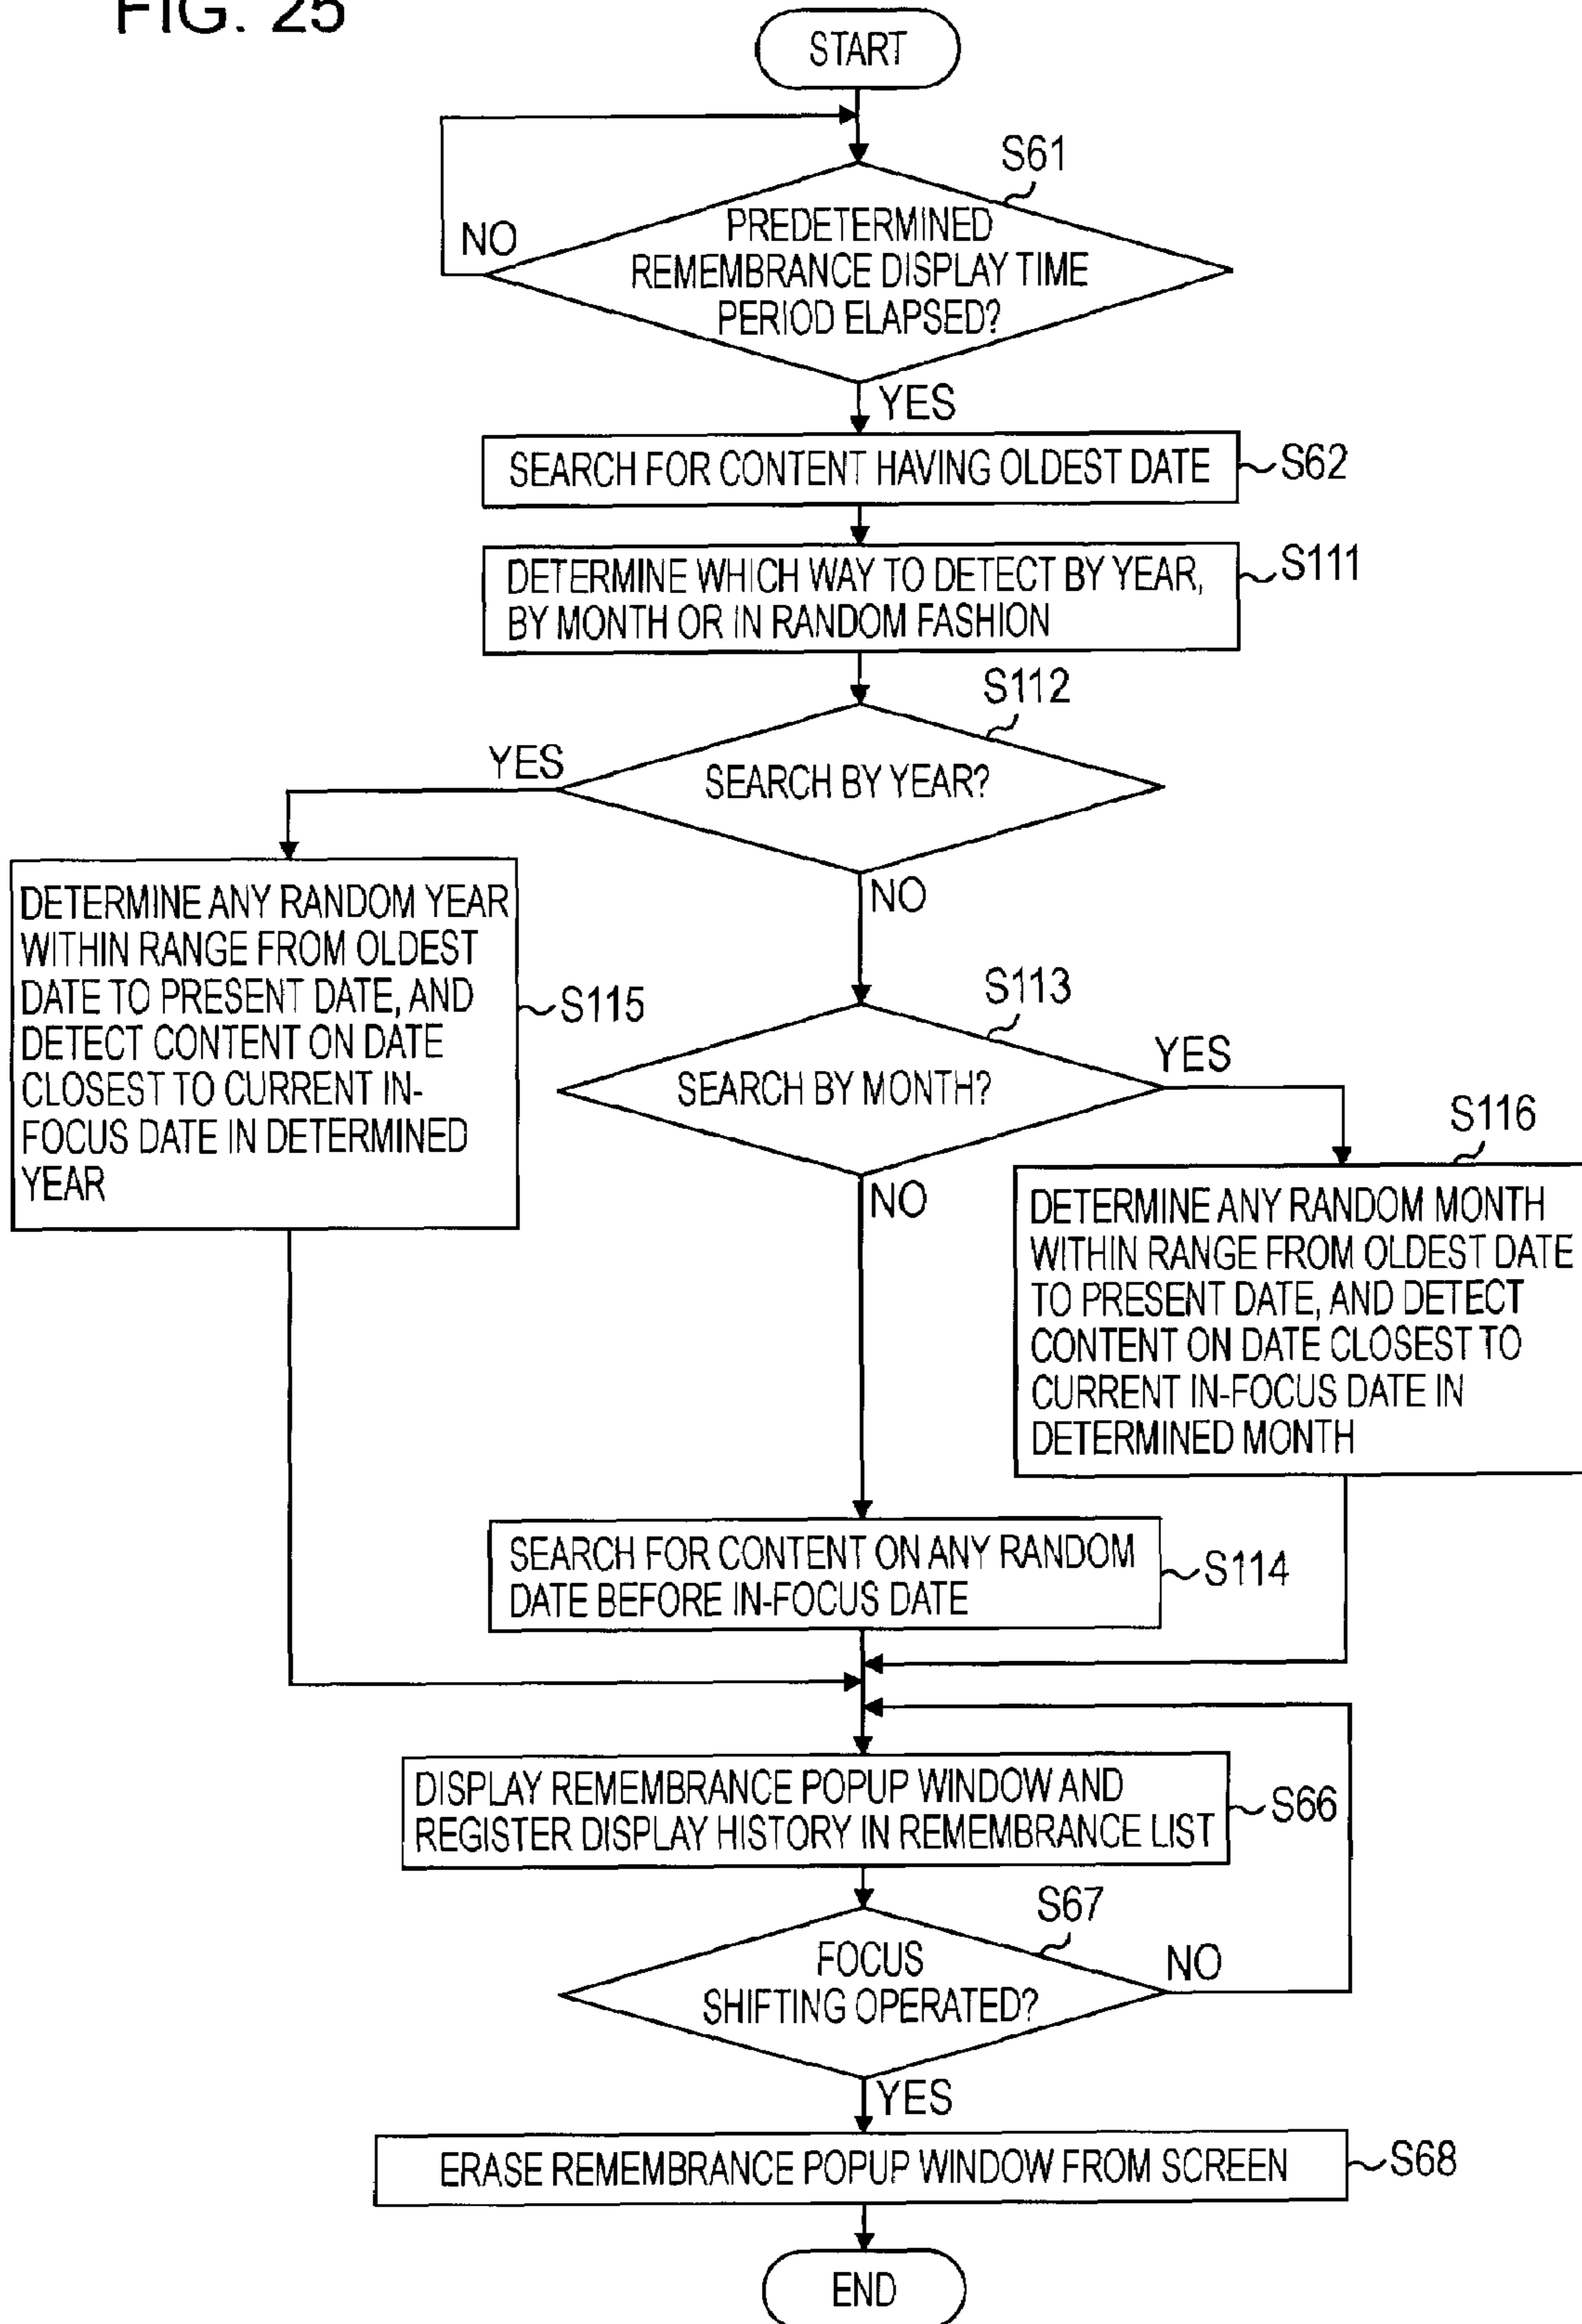 FIG. 25
START
S61
NO
PREDETERMINED
REMEMBRANCE DISPLAY TIME
PERIOD ELAPSED?
YES
SEARCH FOR CONTENT HAVING OLDEST DATE
S62
DETERMINE WHICH WAY TO DETECT BY YEAR,
BY MONTH OR IN RANDOM FASHION
S111
S112
YES
SEARCH BY YEAR?
NO
DETERMINE ANY RANDOM YEAR
WITHIN RANGE FROM OLDEST
DATE TO PRESENT DATE, AND
DETECT CONTENT ON DATE
CLOSEST TO CURRENT IN-
FOCUS DATE IN DETERMINED
YEAR
S115
S113
SEARCH BY MONTH?
YES
NO
S116
DETERMINE ANY RANDOM MONTH
WITHIN RANGE FROM OLDEST DATE
TO PRESENT DATE, AND DETECT
CONTENT ON DATE CLOSEST TO
CURRENT IN-FOCUS DATE IN
DETERMINED MONTH
SEARCH FOR CONTENT ON ANY RANDOM
DATE BEFORE IN-FOCUS DATE
S114
DISPLAY REMEMBRANCE POPUP WINDOW AND
REGISTER DISPLAY HISTORY IN REMEMBRANCE LIST
S66
S67
FOCUS
SHIFTING OPERATED?
NO
YES
ERASE REMEMBRANCE POPUP WINDOW FROM SCREEN
S68
END